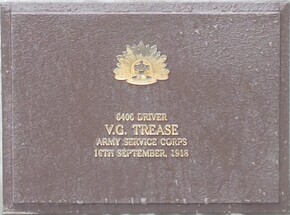 6406 DRIVER
V.G. TREASE
ARMY SERVICE CORPS
16TH SEPTEMBER, 1918